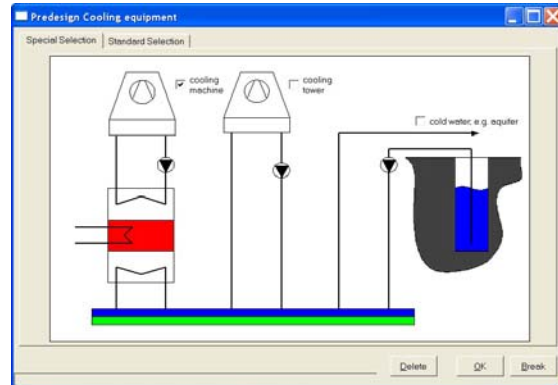 Predesign Cooling equipment
Special Selection Standard Selection
cooling
machine
cooling
tower
cold water, e.g. aquifer
Delete OK Break